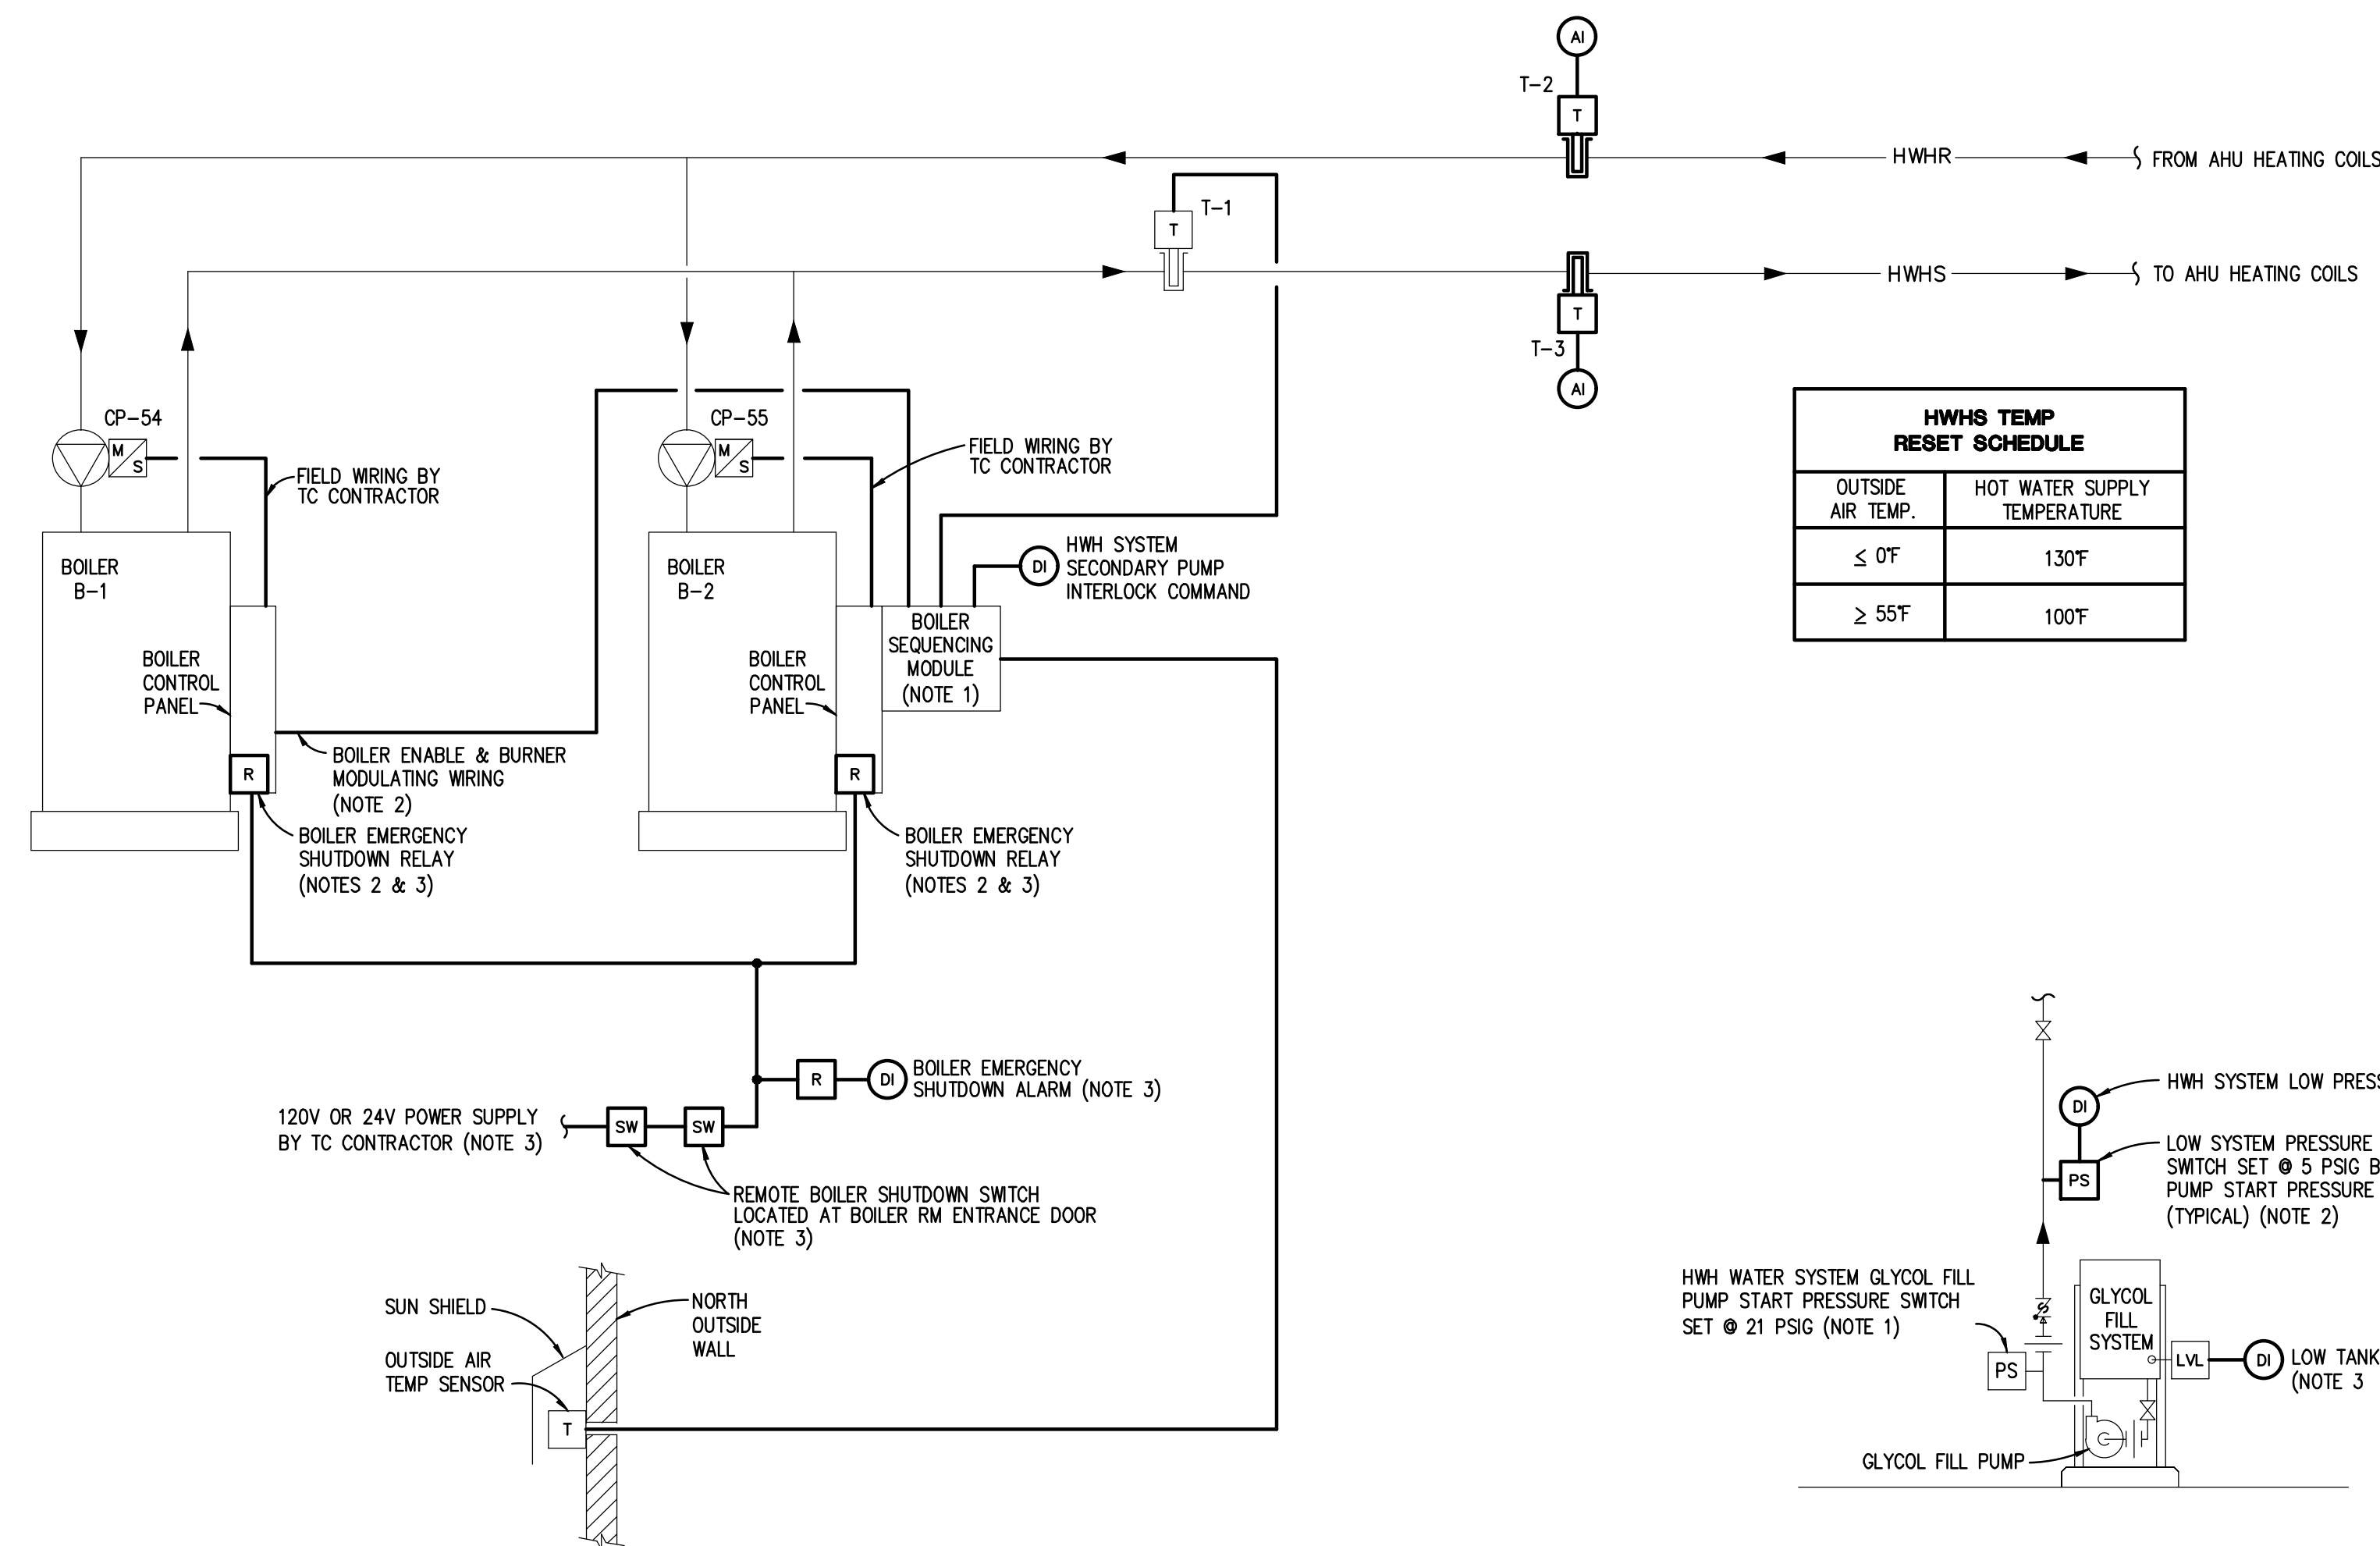 AI
T-2
T
HWHR
FROM AHU HEATING COILS
T-1
T
HWHS
TO AHU HEATING COILS
T
T-3
AI
HWHS TEMP
RESET SCHEDULE
OUTSIDE
AIR TEMP.
HOT WATER SUPPLY
TEMPERATURE
≤ 0°F
130°F
≥ 55°F
100°F
CP-54
M
S
FIELD WIRING BY
TC CONTRACTOR
CP-55
M
S
FIELD WIRING BY
TC CONTRACTOR
BOILER
B-1
BOILER
CONTROL
PANEL
R
BOILER ENABLE & BURNER
MODULATING WIRING
(NOTE 2)
BOILER EMERGENCY
SHUTDOWN RELAY
(NOTES 2 & 3)
BOILER
B-2
BOILER
CONTROL
PANEL
R
BOILER EMERGENCY
SHUTDOWN RELAY
(NOTES 2 & 3)
BOILER
SEQUENCING
MODULE
(NOTE 1)
DI
HWH SYSTEM
SECONDARY PUMP
INTERLOCK COMMAND
R
DI
BOILER EMERGENCY
SHUTDOWN ALARM (NOTE 3)
120V OR 24V POWER SUPPLY
BY TC CONTRACTOR (NOTE 3)
SW
SW
REMOTE BOILER SHUTDOWN SWITCH
LOCATED AT BOILER RM ENTRANCE DOOR
(NOTE 3)
SUN SHIELD
NORTH
OUTSIDE
WALL
OUTSIDE AIR
TEMP SENSOR
T
DI
HWH SYSTEM LOW
PS
LOW SYSTEM PRESSURE
SWITCH SET @ 5 PSIG
PUMP START PRESSURE
(TYPICAL) (NOTE 2)
HWH WATER SYSTEM GLYCOL FILL
PUMP START PRESSURE SWITCH
SET @ 21 PSIG (NOTE 1)
PS
S
GLYCOL
FILL
SYSTEM
LVL
DI
LOW TANK
(NOTE 3
GLYCOL FILL PUMP